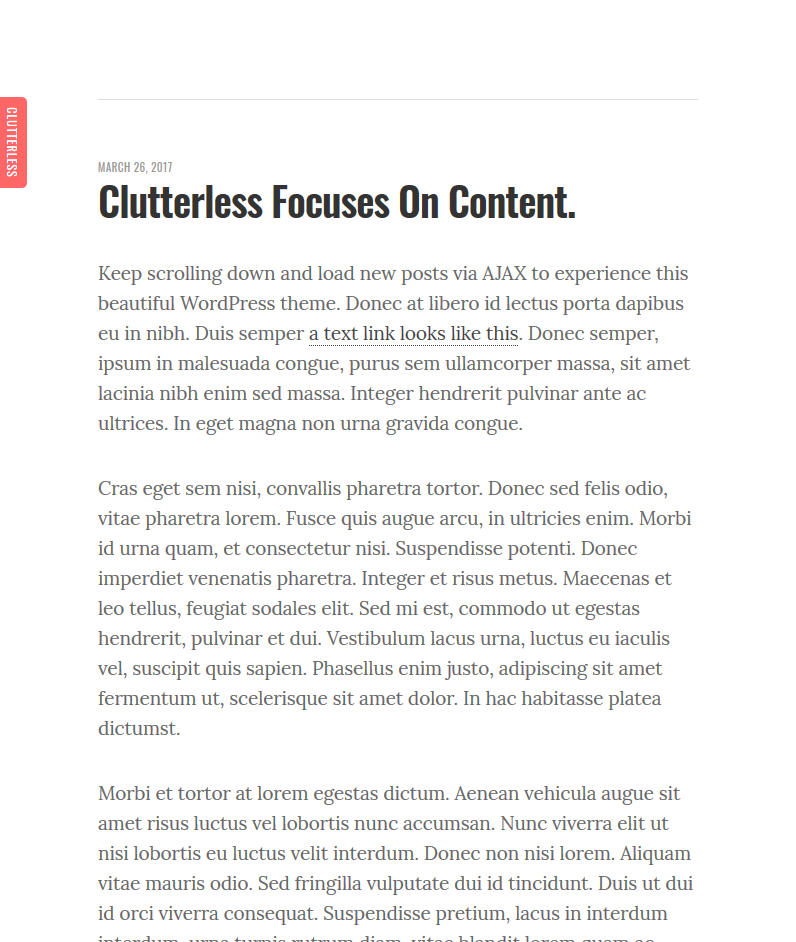 CLUTTERLESS
MARCH 26, 2017
Clutterless Focuses On Content.
Keep scrolling down and load new posts via AJAX to experience this
beautiful WordPress theme. Donec at libero id lectus porta dapibus
eu in nibh. Duis semper a text link looks like this. Donec semper,
ipsum in malesuada congue, purus sem ullamcorper massa, sit amet
lacinia nibh enim sed massa. Integer hendrerit pulvinar ante ac
ultrices. In eget magna non urna gravida congue.
Cras eget sem nisi, convallis pharetra tortor. Donec sed felis odio,
vitae pharetra lorem. Fusce quis augue arcu, in ultricies enim. Morbi
id urna quam, et consectetur nisi. Suspendisse potenti. Donec
imperdiet venenatis pharetra. Integer et risus metus. Maecenas et
leo tellus, feugiat sodales elit. Sed mi est, commodo ut egestas
hendrerit, pulvinar et dui. Vestibulum lacus urna, luctus eu iaculis
vel, suscipit quis sapien. Phasellus enim justo, adipiscing sit amet
fermentum ut, scelerisque sit amet dolor. In hac habitasse platea
dictumst.
Morbi et tortor at lorem egestas dictum. Aenean vehicula augue sit
amet risus luctus vel lobortis nunc accumsan. Nunc viverra elit ut
nisi lobortis eu luctus velit interdum. Donec non nisi lorem. Aliquam
vitae mauris odio. Sed fringilla vulputate dui id tincidunt. Duis ut dui
id orci viverra consequat. Suspendisse pretium, lacus in interdum